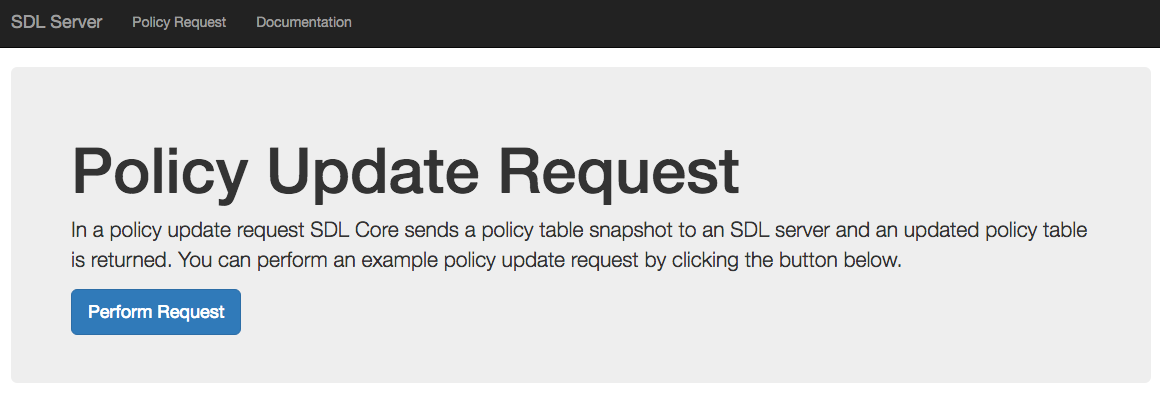 SDL Server Policy Request Documentation
Policy Update Request
In a policy update request SDL Core sends a policy table snapshot to an SDL server and an updated policy table
is returned. You can perform an example policy update request by clicking the button below.
Perform Request